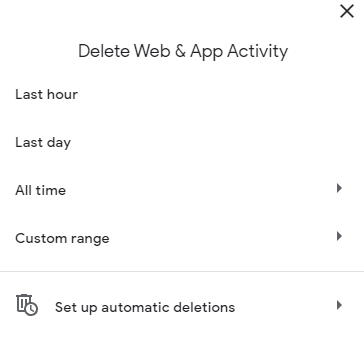 Delete Web & App Activity
Last hour
Last day
All time
Custom range
Set up automatic deletions